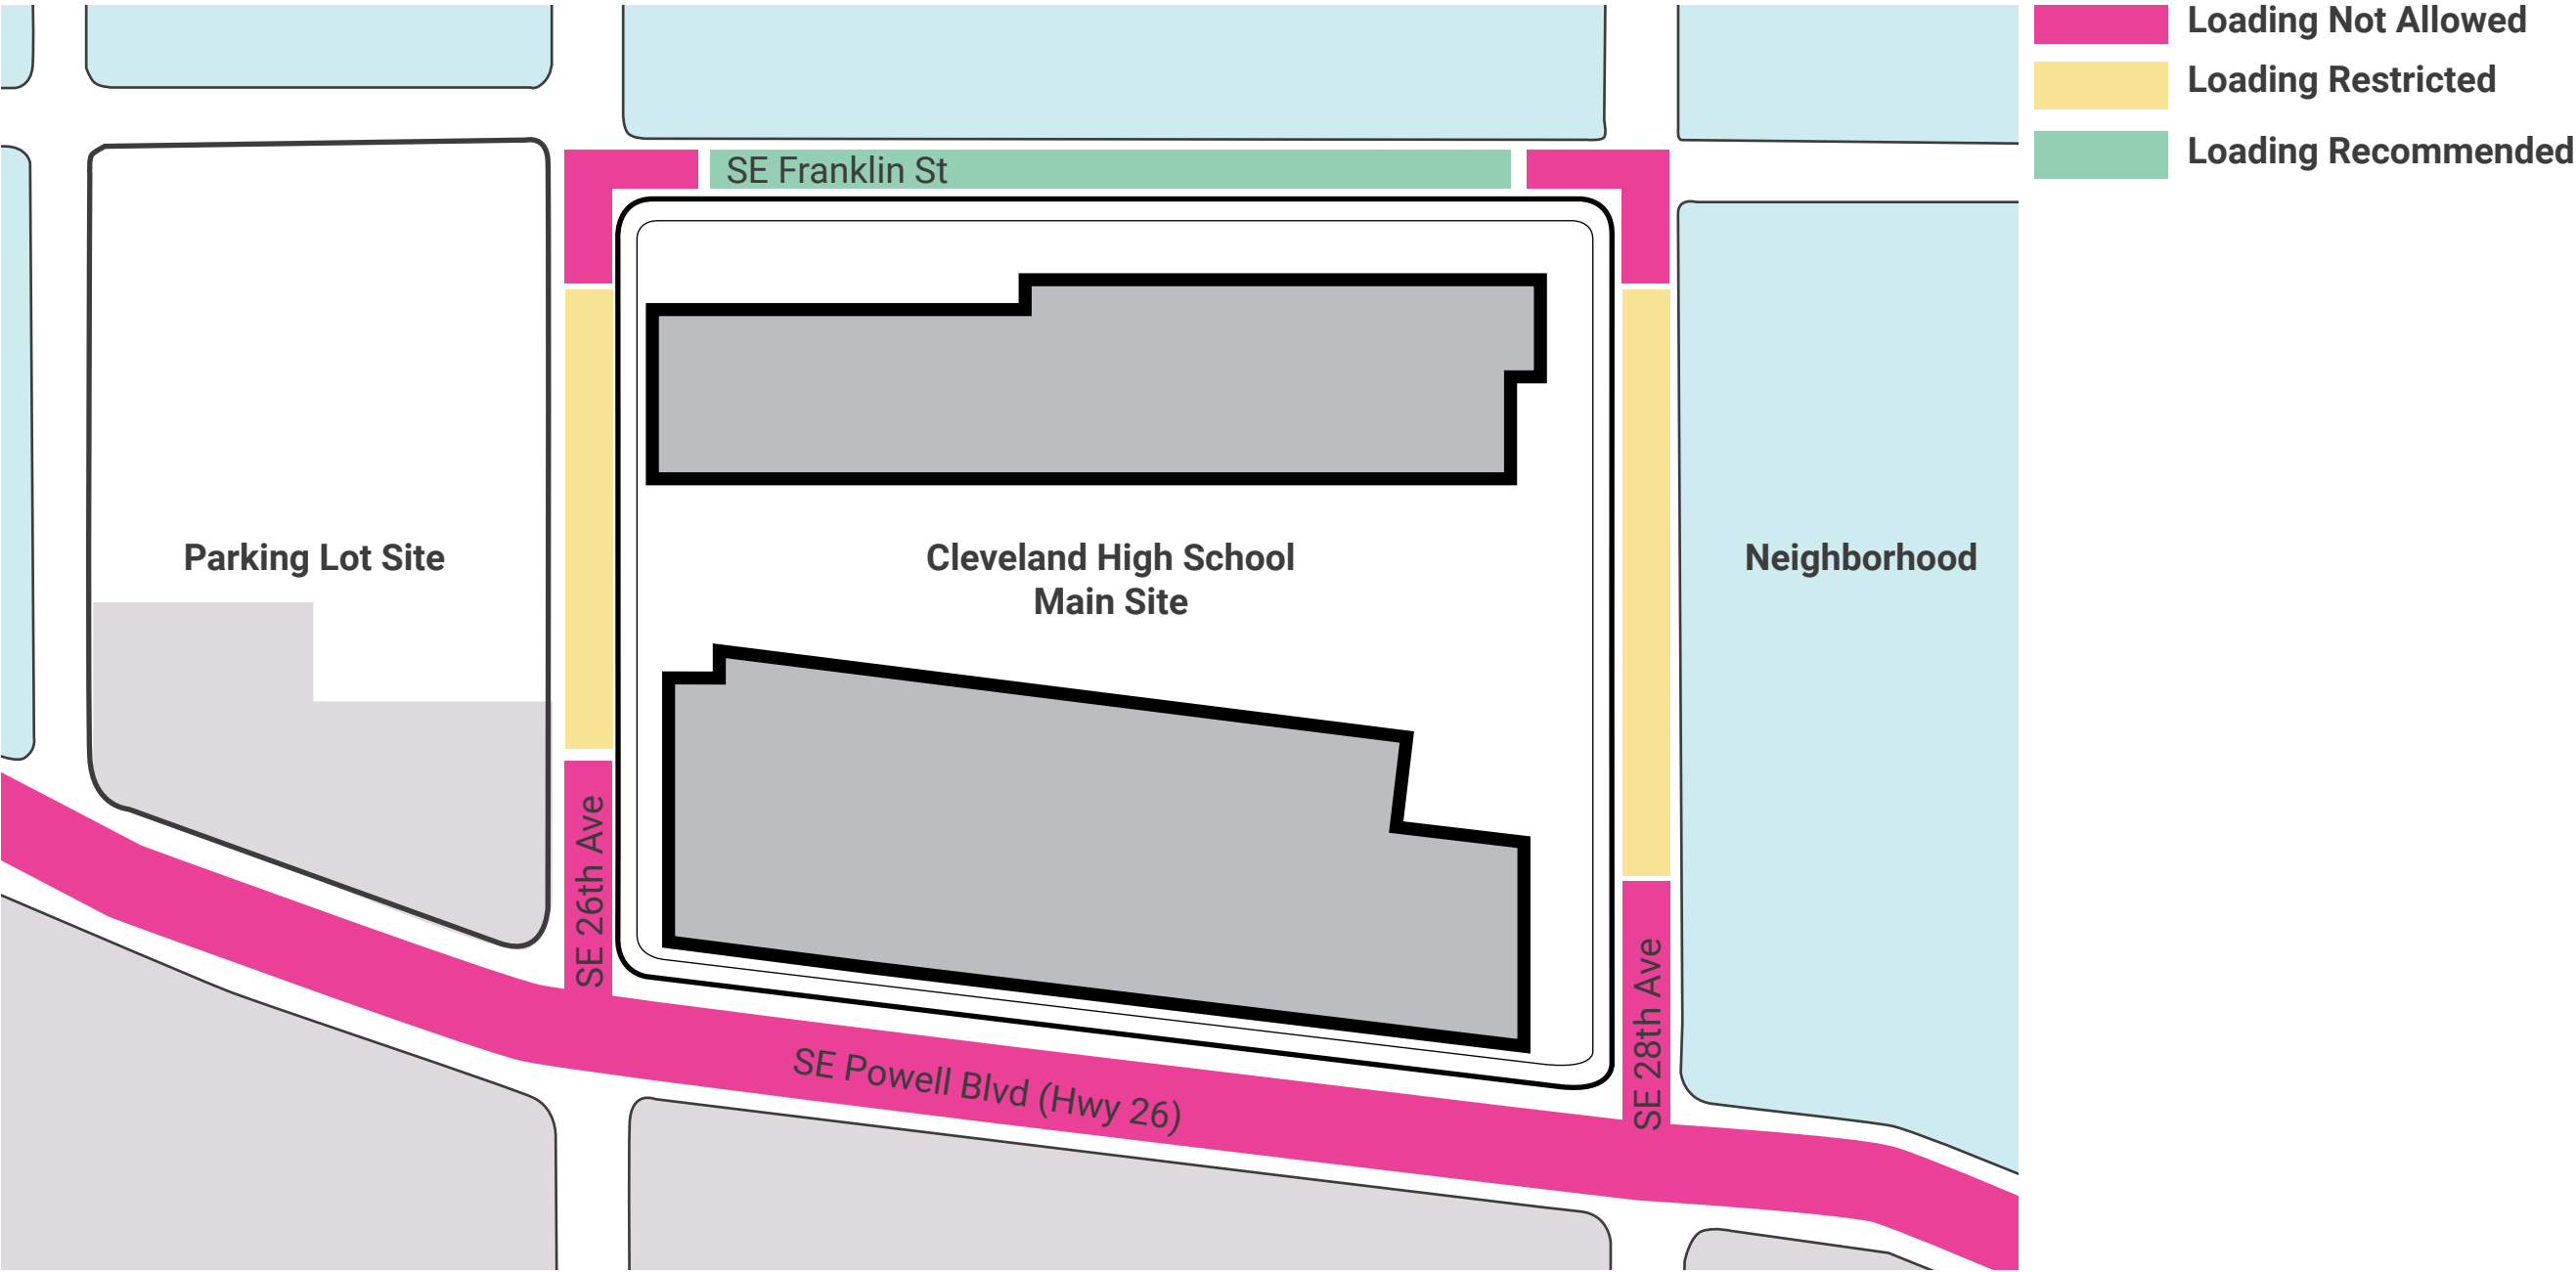 Loading Not Allowed
Loading Restricted
Loading Recommended
SE Franklin St
Parking Lot Site
Cleveland High School
Main Site
Neighborhood
SE 26th Ave
SE 28th Ave
SE Powell Blvd (Hwy 26)